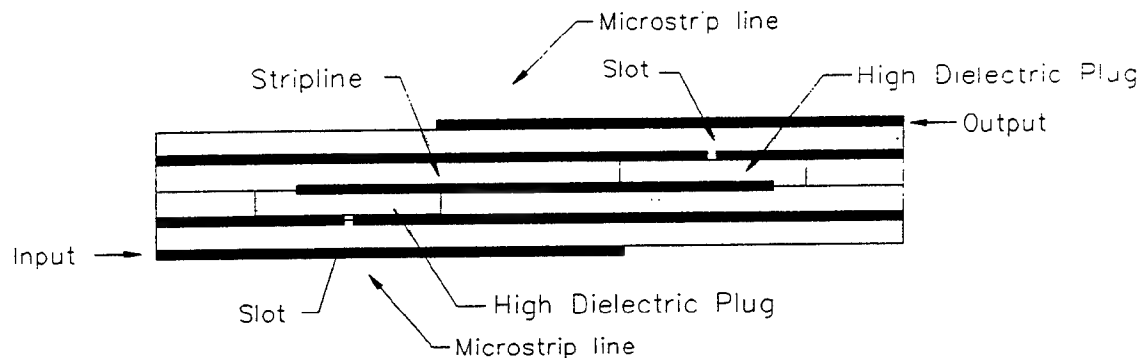 Microstrip line
Slot
Stripline
High Dielectric Plug
Output
Input
High Dielectric Plug
Slot
Microstrip line